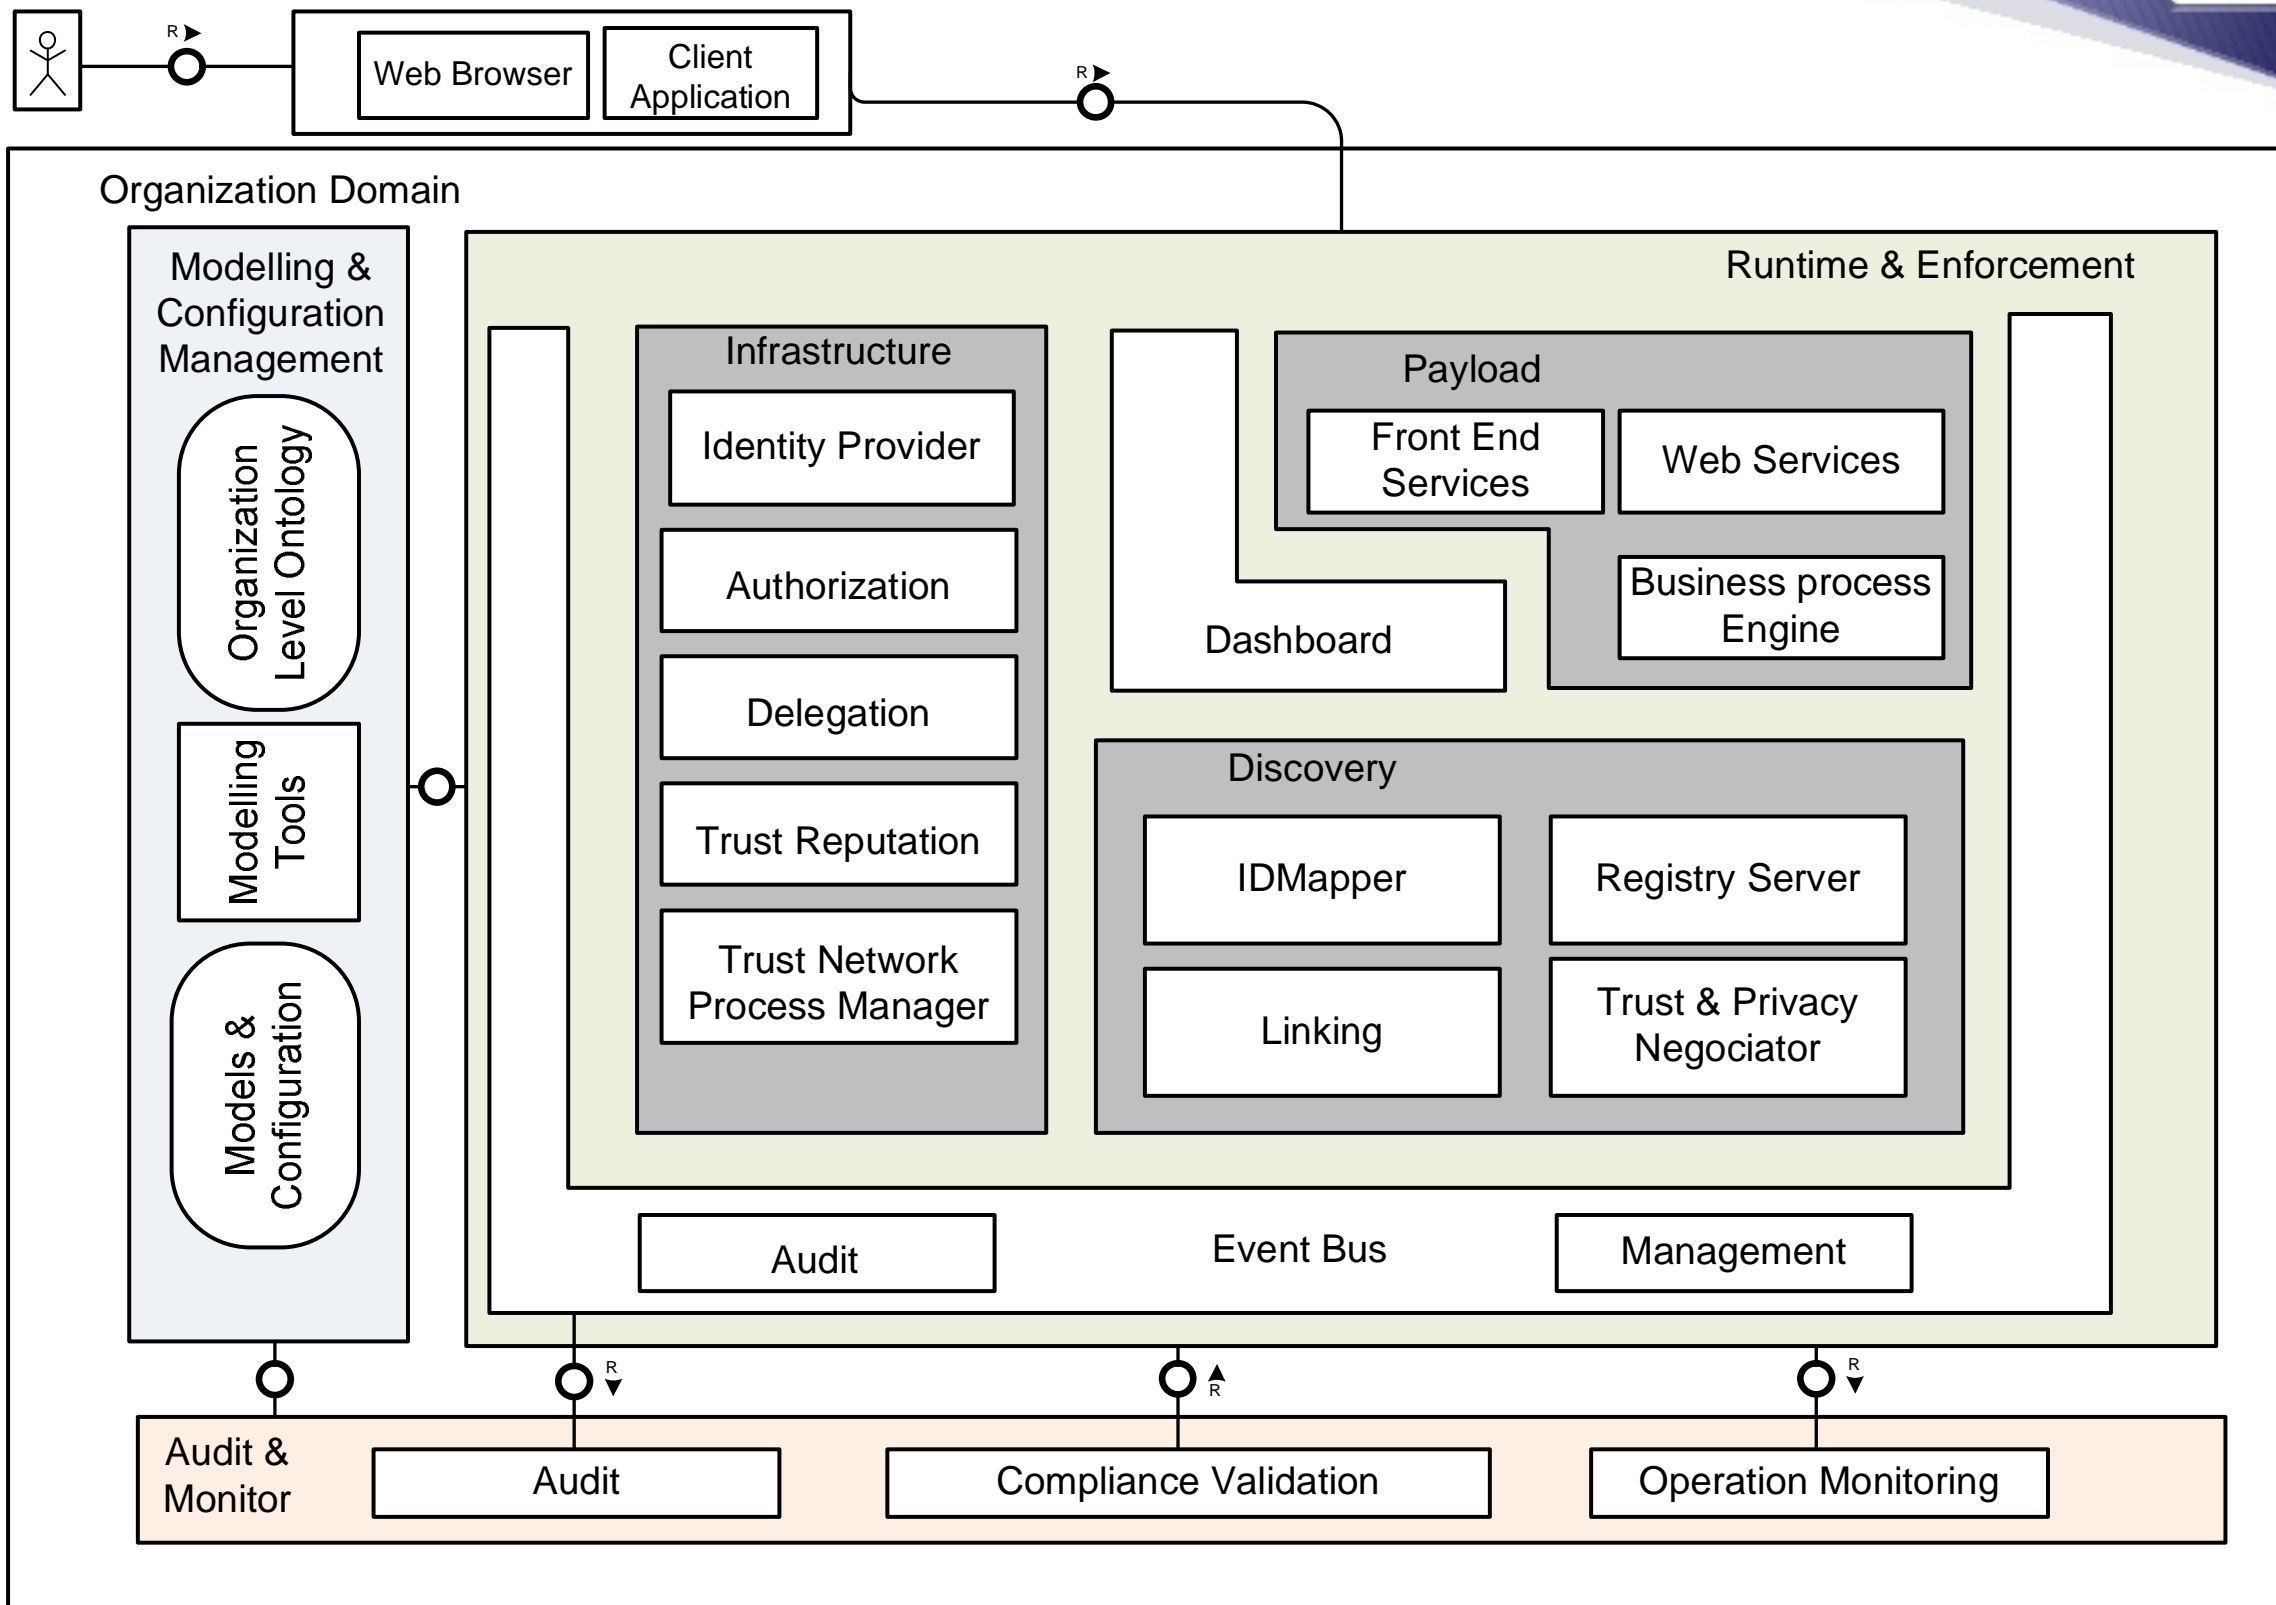 R
Web Browser
Client
Application
R
Organization Domain
Modelling &
Configuration
Management
Organization
Level Ontology
Modelling
Tools
Models &
Configuration
Runtime & Enforcement
Infrastructure
Identity Provider
Authorization
Delegation
Trust Reputation
Trust Network
Process Manager
Dashboard
Payload
Front End
Services
Web Services
Business process
Engine
Discovery
IDMapper
Registry Server
Linking
Trust & Privacy
Negociator
Audit
Event Bus
Management
R
R
R
Audit &
Monitor
Audit
Compliance Validation
Operation Monitoring